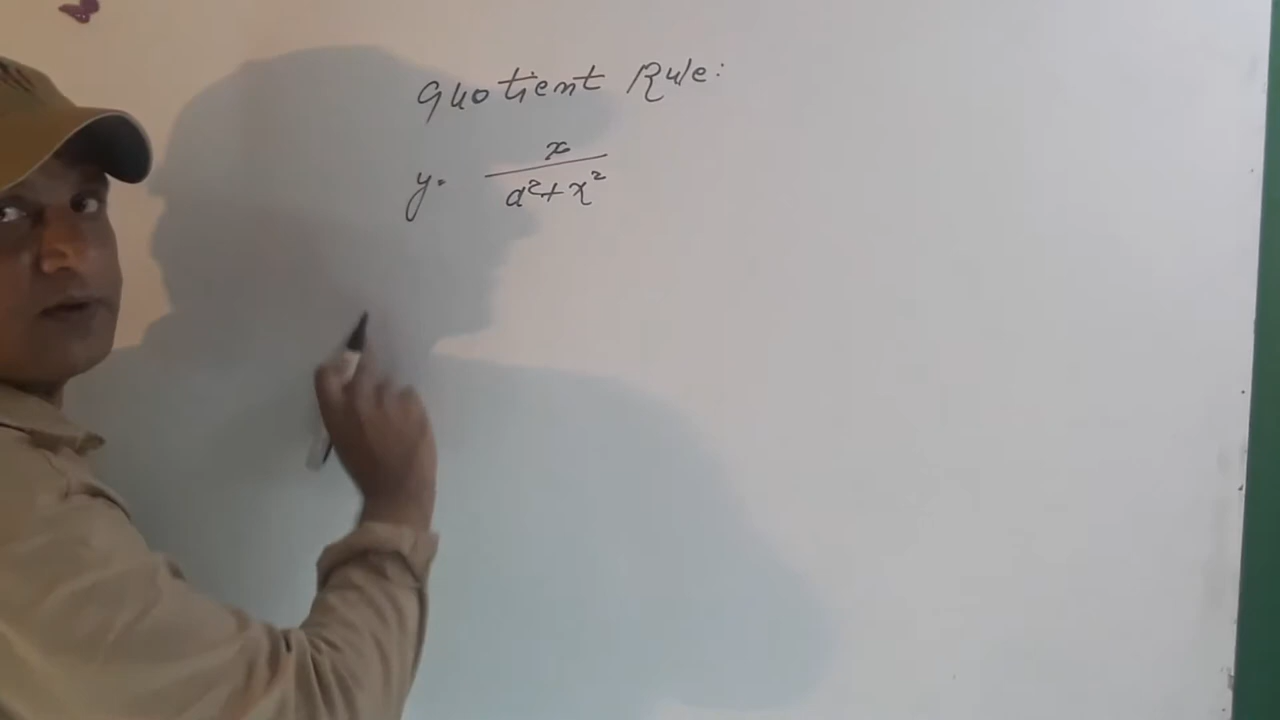 Quotient Rule:
y = x / a²+x²